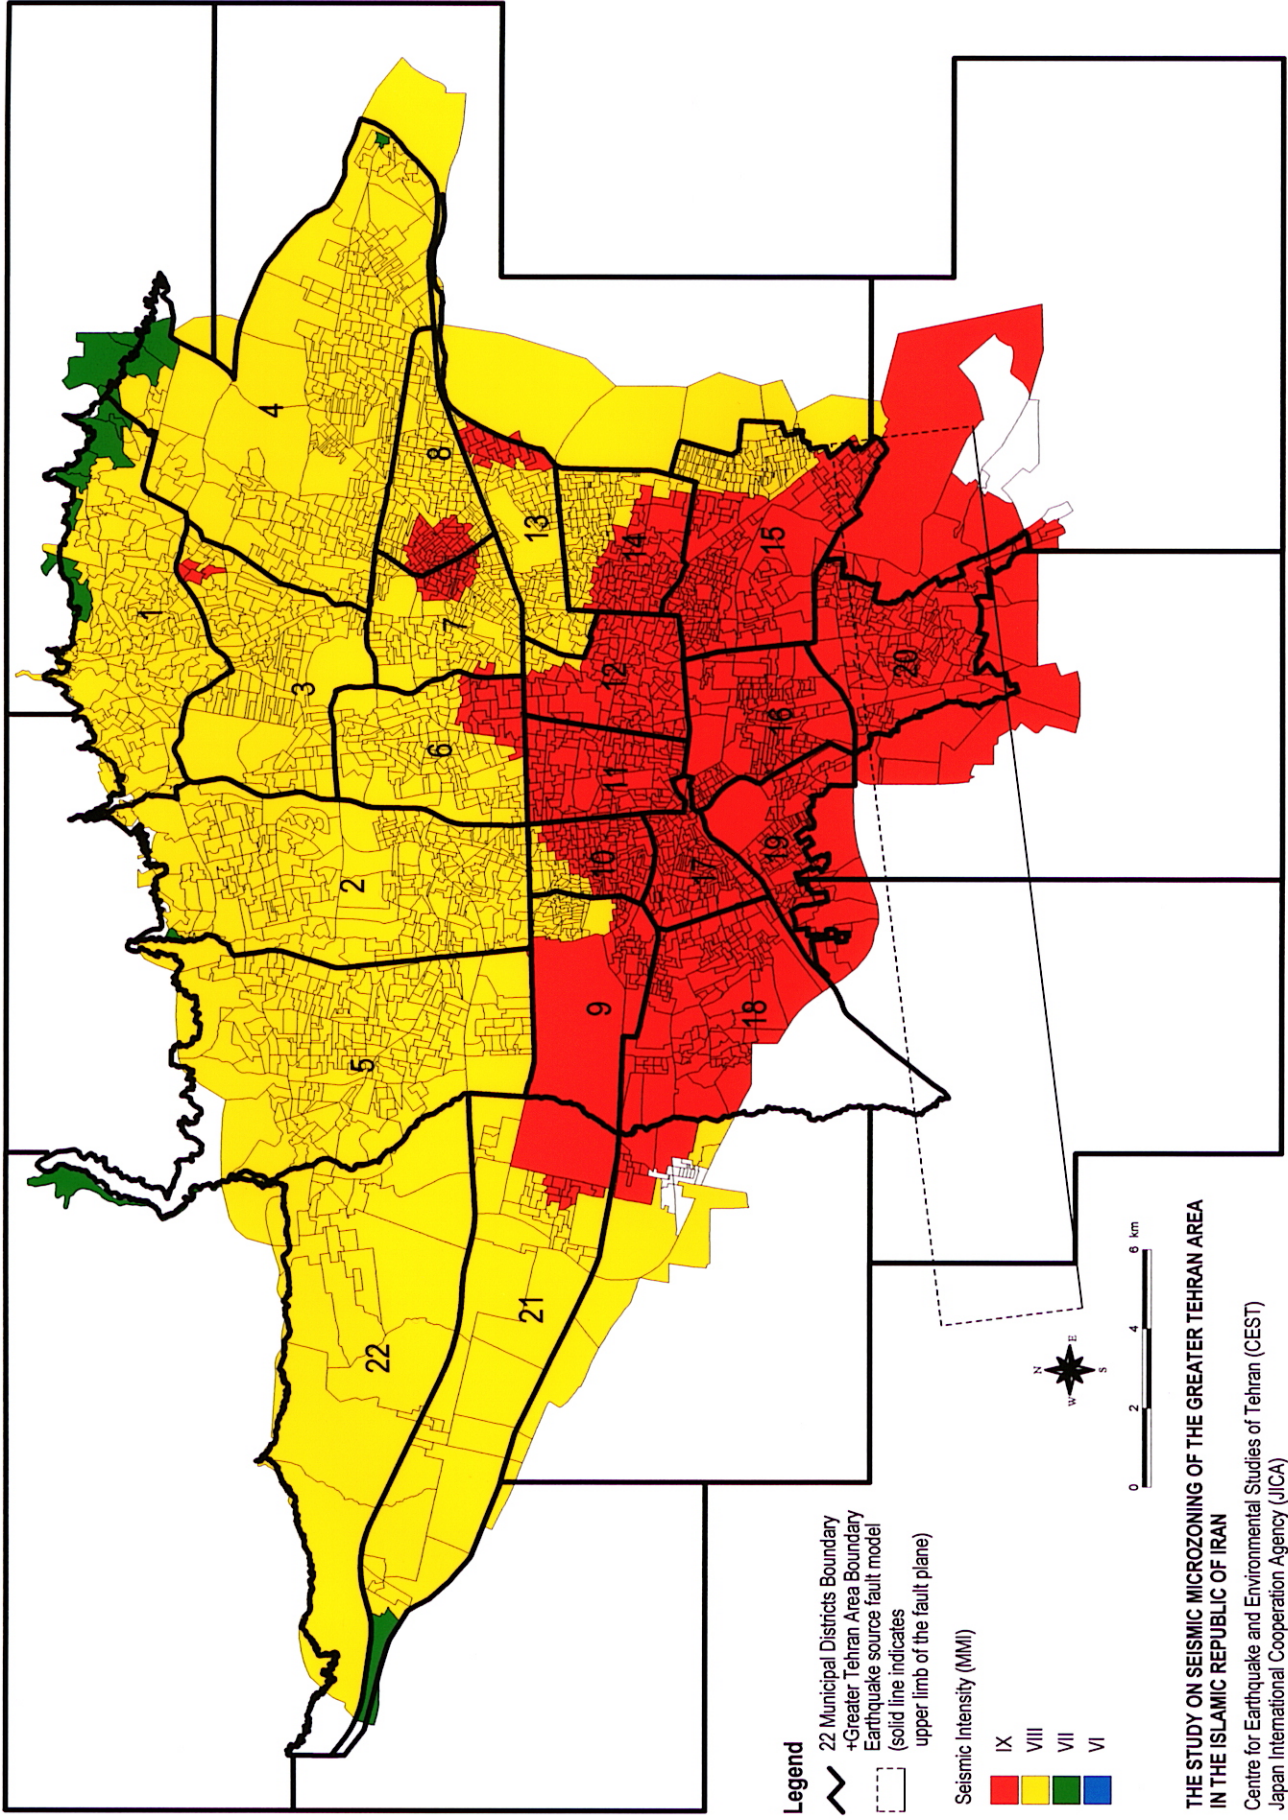 1
2
3
4
5
6
7
8
9
10
11
12
13
14
15
16
17
18
19
20
21
22
Legend
22 Municipal Districts Boundary
+Greater Tehran Area Boundary
Earthquake source fault model
(solid line indicates
upper limb of the fault plane)
Seismic Intensity (MMI)
IX
VIII
VII
VI
N
W E
S
0 2 4 6 km
THE STUDY ON SEISMIC MICROZONING OF THE GREATER TEHRAN AREA
IN THE ISLAMIC REPUBLIC OF IRAN
Centre for Earthquake and Environmental Studies of Tehran (CEST)
Japan International Cooperation Agency (JICA)